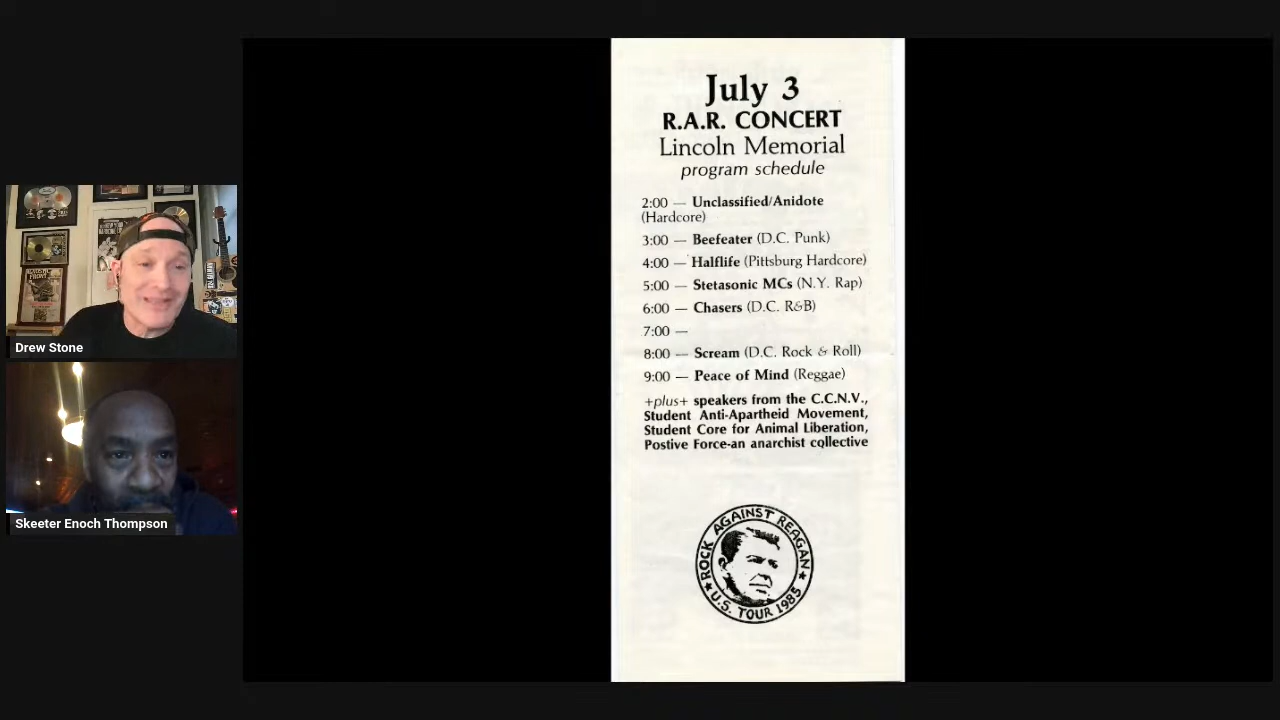 July 3
R.A.R. CONCERT
Lincoln Memorial
program schedule
2:00 — Unclassified/Anidote
(Hardcore)
3:00 — Beefeater (D.C. Punk)
4:00 — Halflife (Pittsburg Hardcore)
5:00 — Stetasonic MCs (N.Y. Rap)
6:00 — Chasers (D.C. R&B)
7:00 —
8:00 — Scream (D.C. Rock & Roll)
9:00 — Peace of Mind (Reggae)
+plus+ speakers from the C.C.N.V.,
Student Anti-Apartheid Movement,
Student Core for Animal Liberation,
Postive Force-an anarchist collective
ROCK AGAINST REAGAN
U.S. TOUR 1985
Drew Stone
Skeeter Enoch Thompson